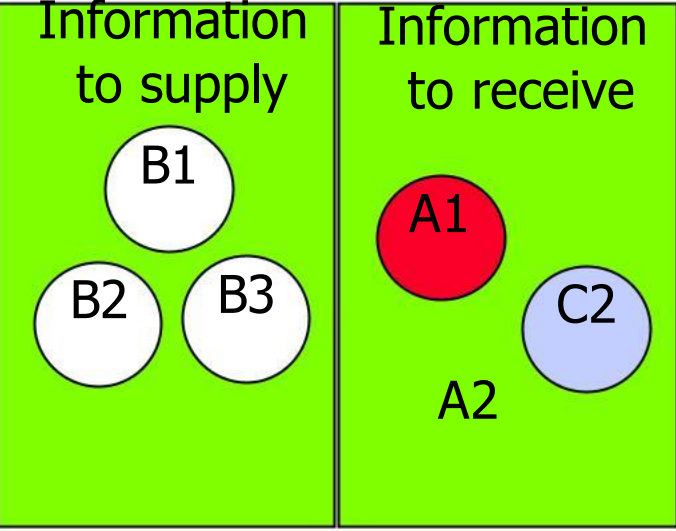 Information
to supply
B1
B2
B3
Information
to receive
A1
C2
A2